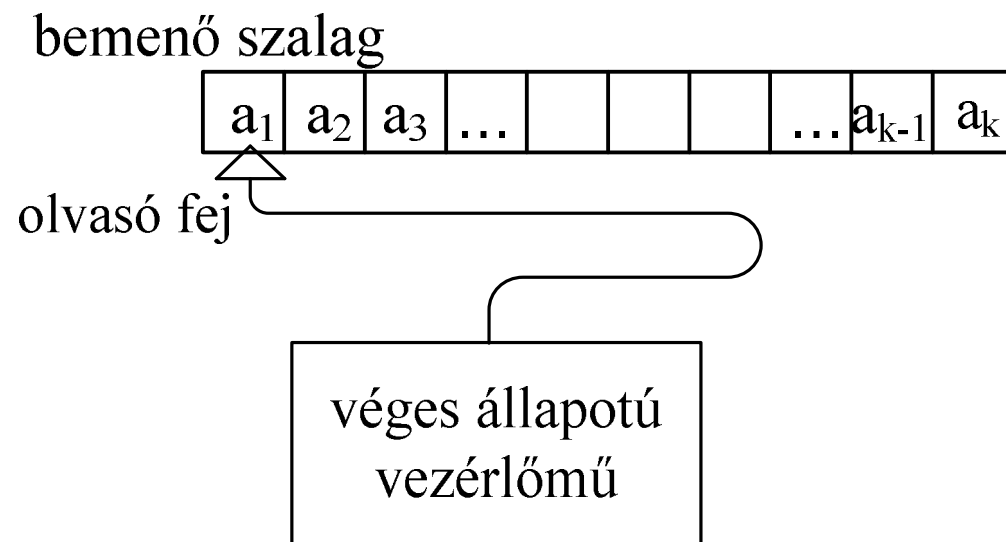 bemenő szalag
a₁ a₂ a₃ ... ... aₖ₋₁ aₖ
olvasó fej
véges állapotú
vezérlőmű